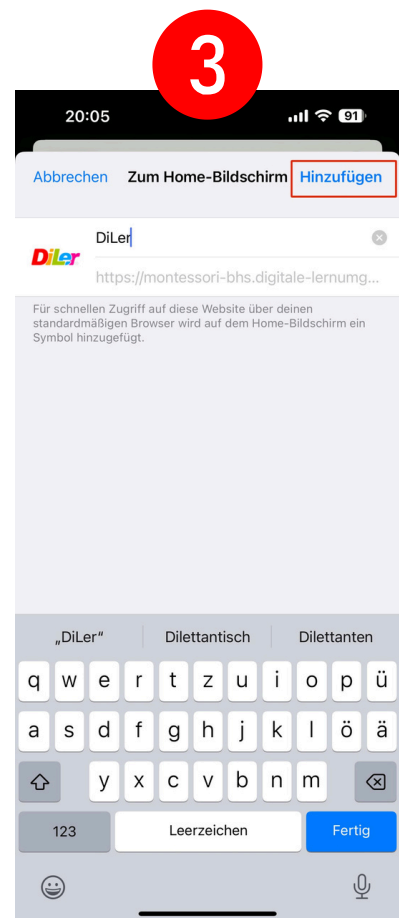 3
20:05
91
Abbrechen Zum Home-Bildschirm Hinzufügen
DiLer
DiLer
https://montessori-bhs.digitale-lernumg...
Für schnellen Zugriff auf diese Website über deinen
standardmäßigen Browser wird auf dem Home-Bildschirm ein
Symbol hinzugefügt.
„DiLer“ Dilettantisch Dilettanten
q w e r t z u i o p ü
a s d f g h j k l ö ä
y x c v b n m
123 Leerzeichen Fertig